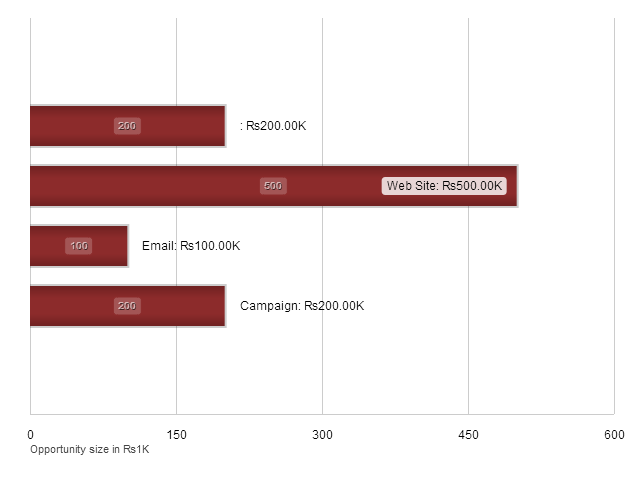 200 : Rs200.00K
500 Web Site: Rs500.00K
100 Email: Rs100.00K
200 Campaign: Rs200.00K
0 150 300 450 600
Opportunity size in Rs1K